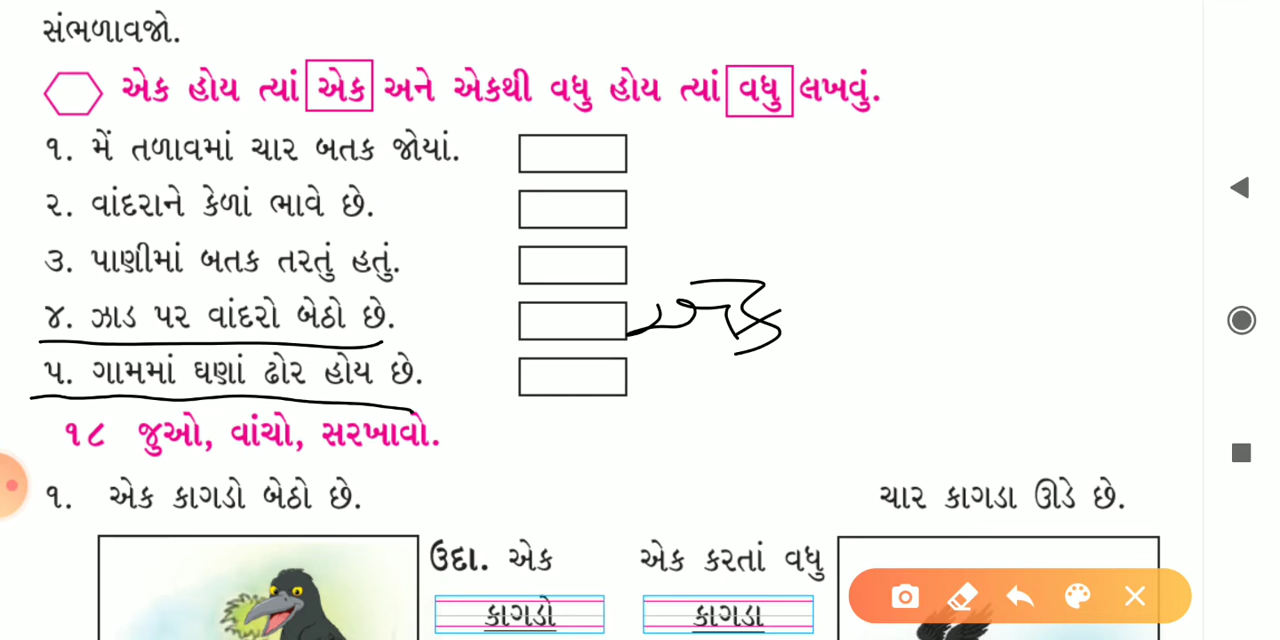 સંભળાવજો.
એક હોય ત્યાં એક અને એકથી વધુ હોય ત્યાં વધુ લખવું.
૧. મેં તળાવમાં ચાર બતક જોયાં.
૨. વાંદરાને કેળાં ભાવે છે.
૩. પાણીમાં બતક તરતું હતું.
૪. ઝાડ પર વાંદરો બેઠો છે.
૫. ગામમાં ઘણાં ઢોર હોય છે.
૧૮ જુઓ, વાંચો, સરખાવો.
૧. એક કાગડો બેઠો છે. ચાર કાગડા ઊડે છે.
ઉદા. એક એક કરતાં વધુ
કાગડો કાગડા